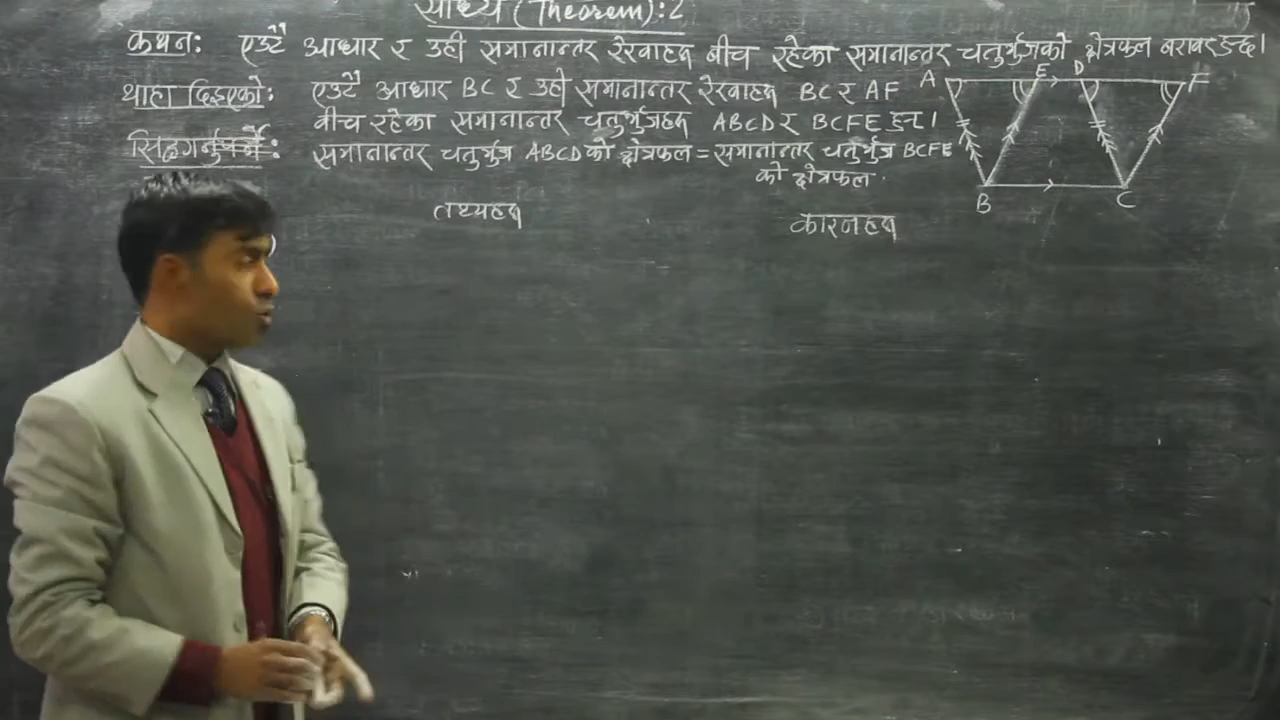 साध्य (Theorem):2
कथन: एउटै आधार र उही समानान्तर रेखाहरू बीच रहेका समानान्तर चतुर्भुजको क्षेत्रफल बराबर हुन्छ।
थाहा दिइएको: एउटै आधार BC र उही समानान्तर रेखाहरू BC र AF
बीच रहेका समानान्तर चतुर्भुजहरू ABCD र BCFE हुन्।
सिद्धगर्नुपर्ने: समानान्तर चतुर्भुज ABCD को क्षेत्रफल = समानान्तर चतुर्भुज BCFE
को क्षेत्रफल.
तथ्यहरू कारणहरू
A E D F
B C